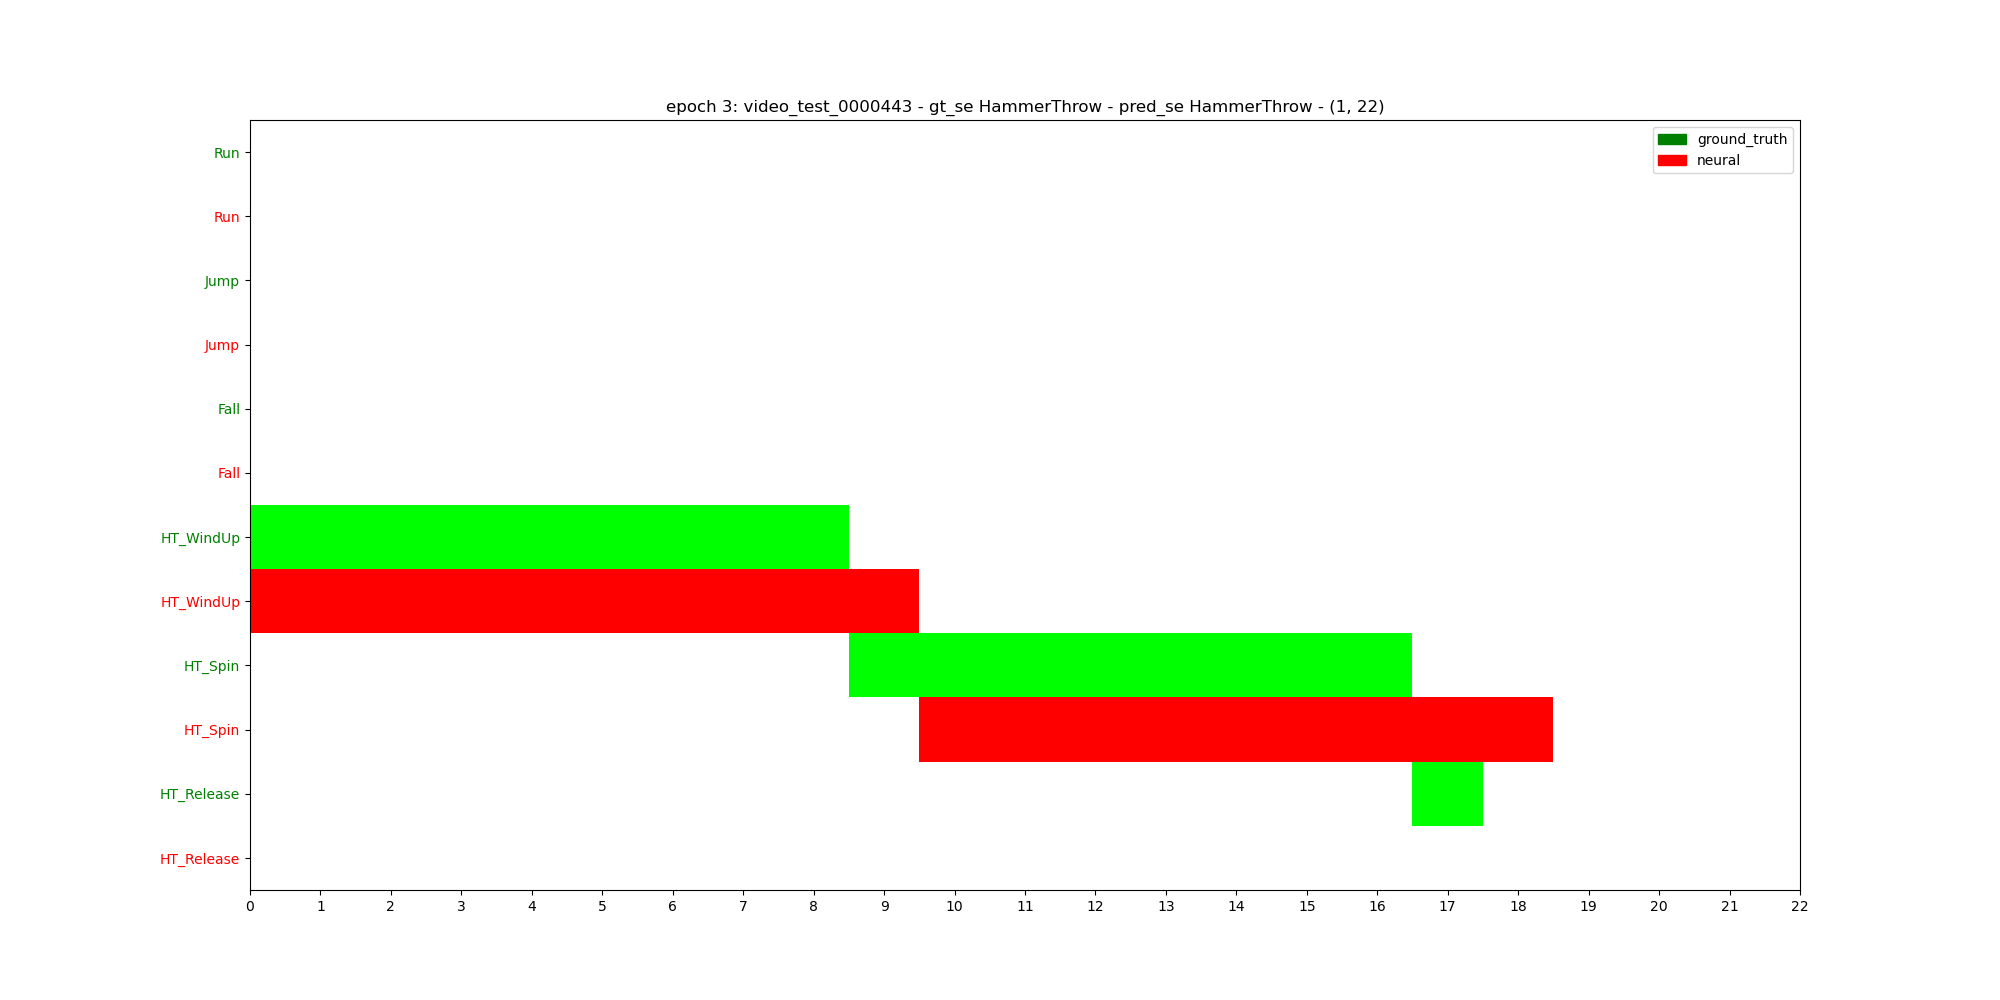 epoch 3: video_test_0000443 - gt_se HammerThrow - pred_se HammerThrow - (1, 22)
ground_truth
neural
Run
Run
Jump
Jump
Fall
Fall
HT_WindUp
HT_WindUp
HT_Spin
HT_Spin
HT_Release
HT_Release
0 1 2 3 4 5 6 7 8 9 10 11 12 13 14 15 16 17 18 19 20 21 22